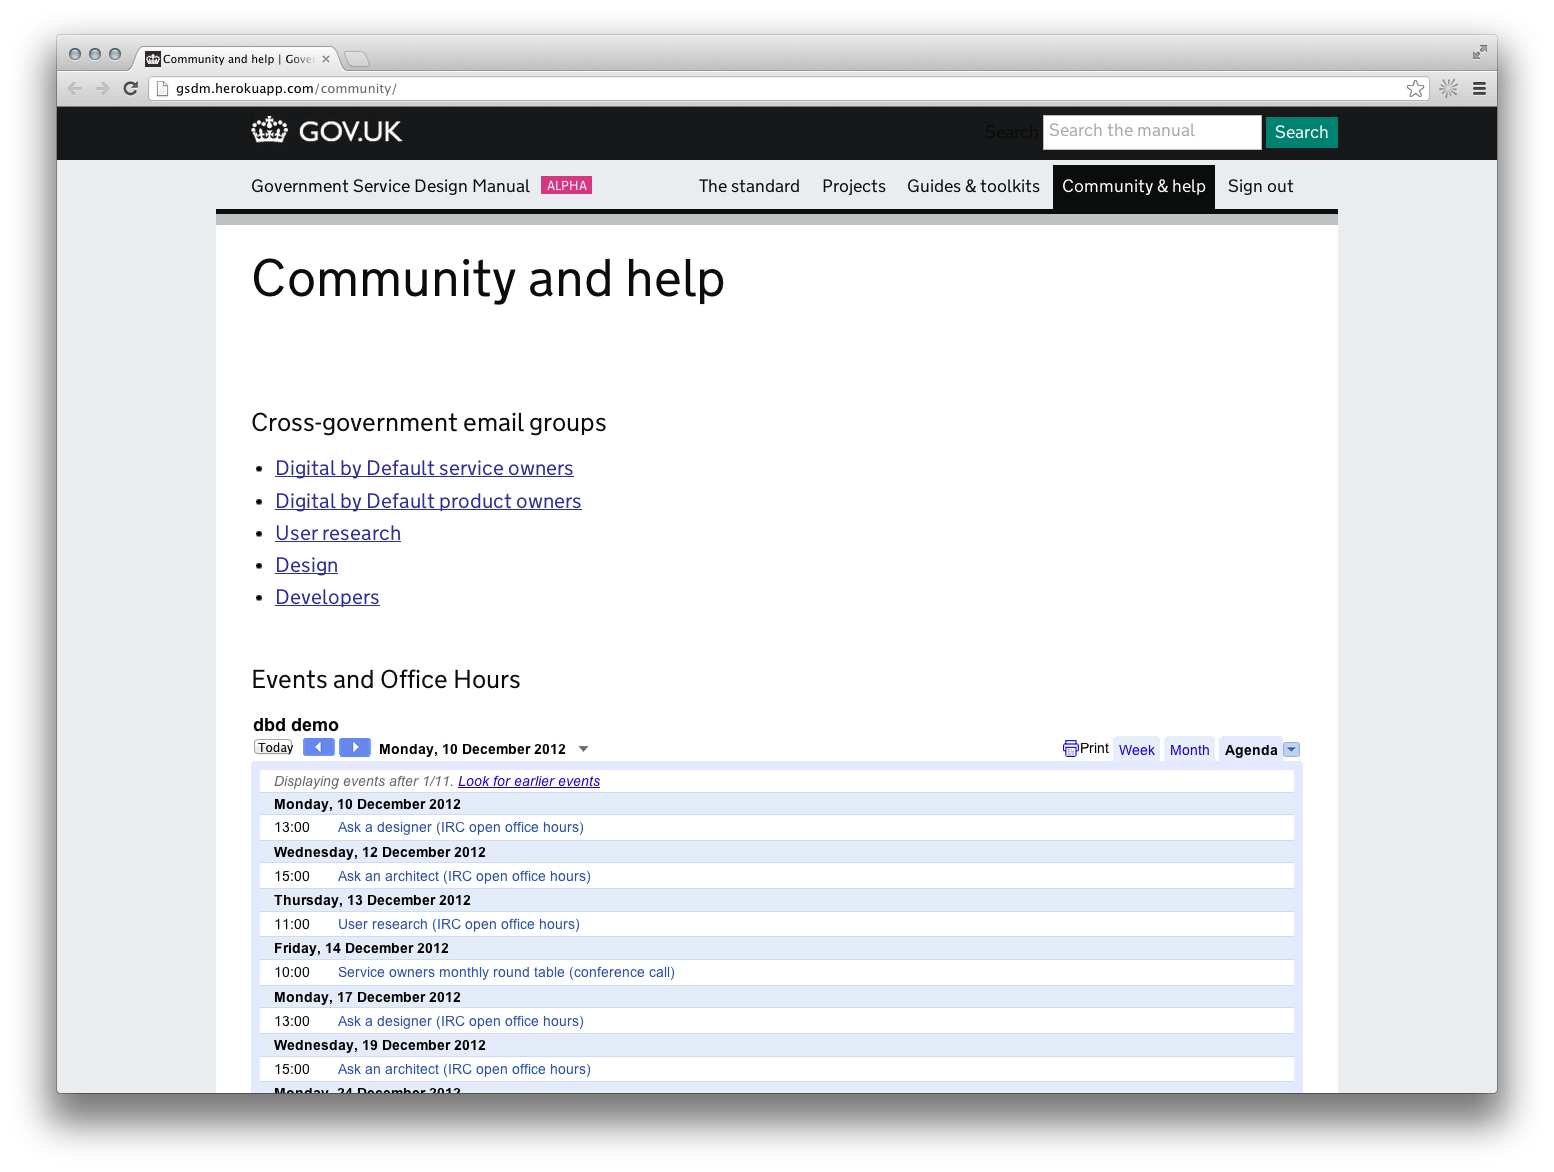 Community and help | Gover
gsdm.herokuapp.com/community/
GOV.UK
Search
Search the manual
Search
Government Service Design Manual ALPHA
The standard Projects Guides & toolkits Community & help Sign out
Community and help
Cross-government email groups
• Digital by Default service owners
• Digital by Default product owners
• User research
• Design
• Developers
Events and Office Hours
dbd demo
Today Monday, 10 December 2012 Print Week Month Agenda
Displaying events after 1/11. Look for earlier events
Monday, 10 December 2012
13:00 Ask a designer (IRC open office hours)
Wednesday, 12 December 2012
15:00 Ask an architect (IRC open office hours)
Thursday, 13 December 2012
11:00 User research (IRC open office hours)
Friday, 14 December 2012
10:00 Service owners monthly round table (conference call)
Monday, 17 December 2012
13:00 Ask a designer (IRC open office hours)
Wednesday, 19 December 2012
15:00 Ask an architect (IRC open office hours)
Monday, 24 December 2012